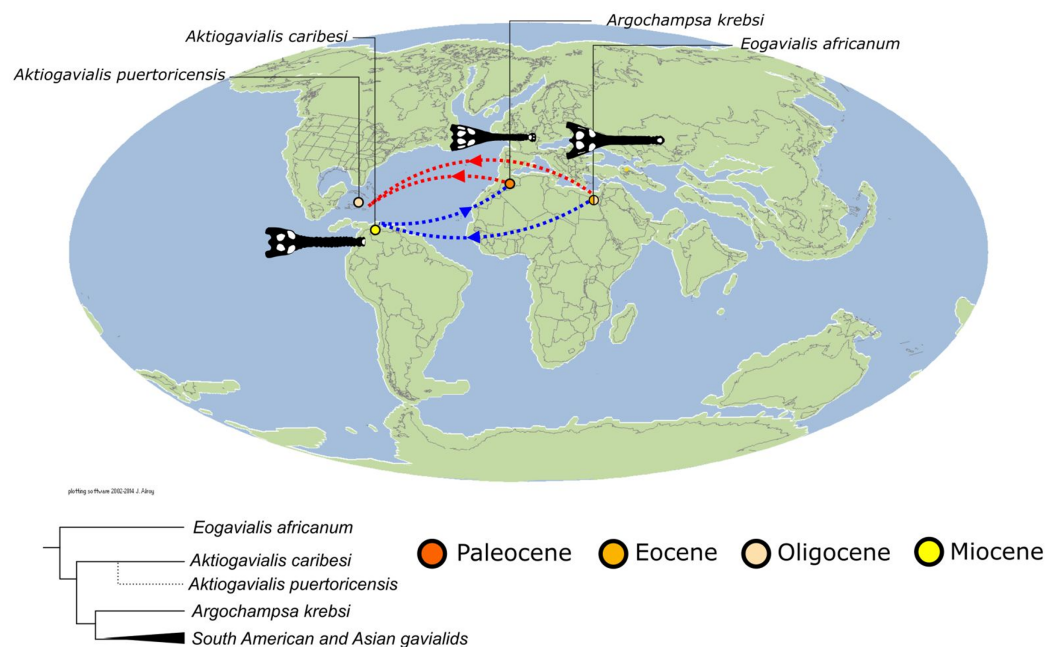 Argochampsa krebsi
Aktiogavialis caribesi
Eogavialis africanum
Aktiogavialis puertoricensis
plotting software 2002-2014 J. Alroy
Eogavialis africanum
Aktiogavialis caribesi
Aktiogavialis puertoricensis
Argochampsa krebsi
South American and Asian gavialids
Paleocene Eocene Oligocene Miocene